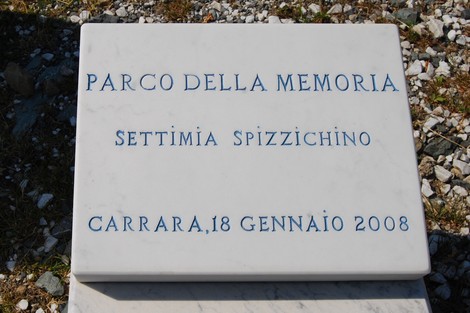 PARCO DELLA MEMORIA
SETTIMIA SPIZZICHINO
CARRARA, 18 GENNAIO 2008